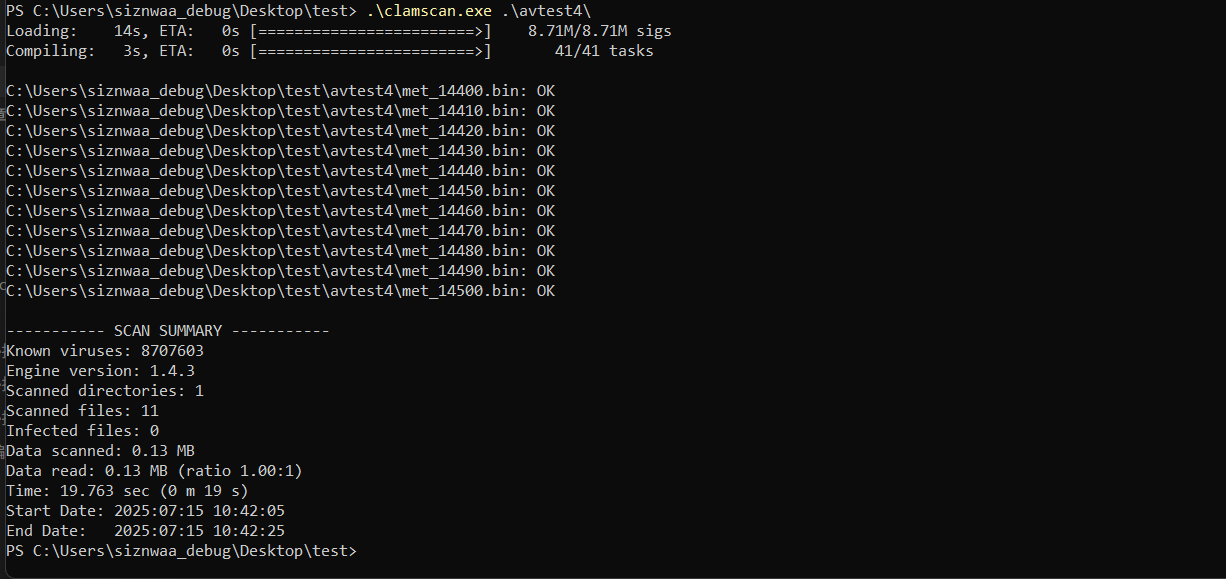 PS C:\Users\siznwaa_debug\Desktop\test> .\clamscan.exe .\avtest4\
Loading:    14s, ETA:   0s [========================>]    8.71M/8.71M sigs
Compiling:   3s, ETA:   0s [========================>]       41/41 tasks
C:\Users\siznwaa_debug\Desktop\test\avtest4\met_14400.bin: OK
C:\Users\siznwaa_debug\Desktop\test\avtest4\met_14410.bin: OK
C:\Users\siznwaa_debug\Desktop\test\avtest4\met_14420.bin: OK
C:\Users\siznwaa_debug\Desktop\test\avtest4\met_14430.bin: OK
C:\Users\siznwaa_debug\Desktop\test\avtest4\met_14440.bin: OK
C:\Users\siznwaa_debug\Desktop\test\avtest4\met_14450.bin: OK
C:\Users\siznwaa_debug\Desktop\test\avtest4\met_14460.bin: OK
C:\Users\siznwaa_debug\Desktop\test\avtest4\met_14470.bin: OK
C:\Users\siznwaa_debug\Desktop\test\avtest4\met_14480.bin: OK
C:\Users\siznwaa_debug\Desktop\test\avtest4\met_14490.bin: OK
C:\Users\siznwaa_debug\Desktop\test\avtest4\met_14500.bin: OK
----------- SCAN SUMMARY -----------
Known viruses: 8707603
Engine version: 1.4.3
Scanned directories: 1
Scanned files: 11
Infected files: 0
Data scanned: 0.13 MB
Data read: 0.13 MB (ratio 1.00:1)
Time: 19.763 sec (0 m 19 s)
Start Date: 2025:07:15 10:42:05
End Date:   2025:07:15 10:42:25
PS C:\Users\siznwaa_debug\Desktop\test>